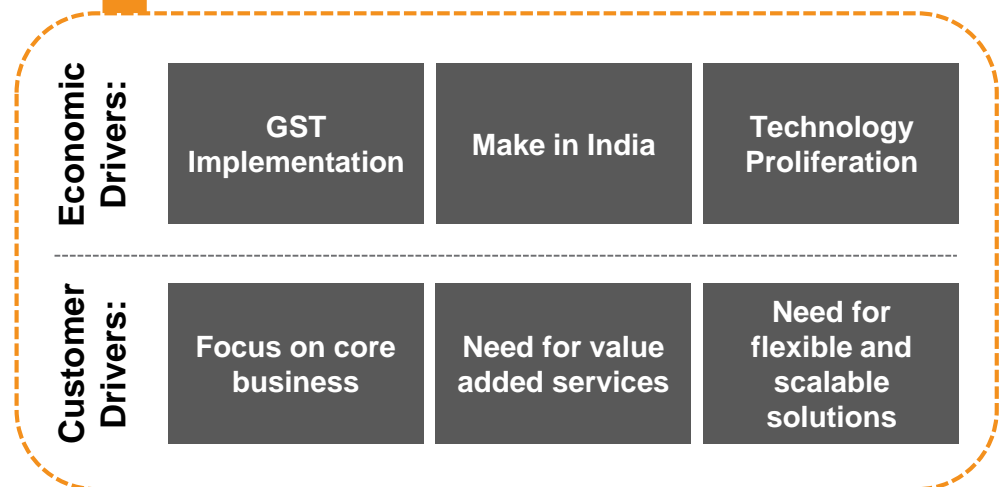 Economic
Drivers:
GST
Implementation
Make in India
Technology
Proliferation
Customer
Drivers:
Focus on core
business
Need for value
added services
Need for
flexible and
scalable
solutions